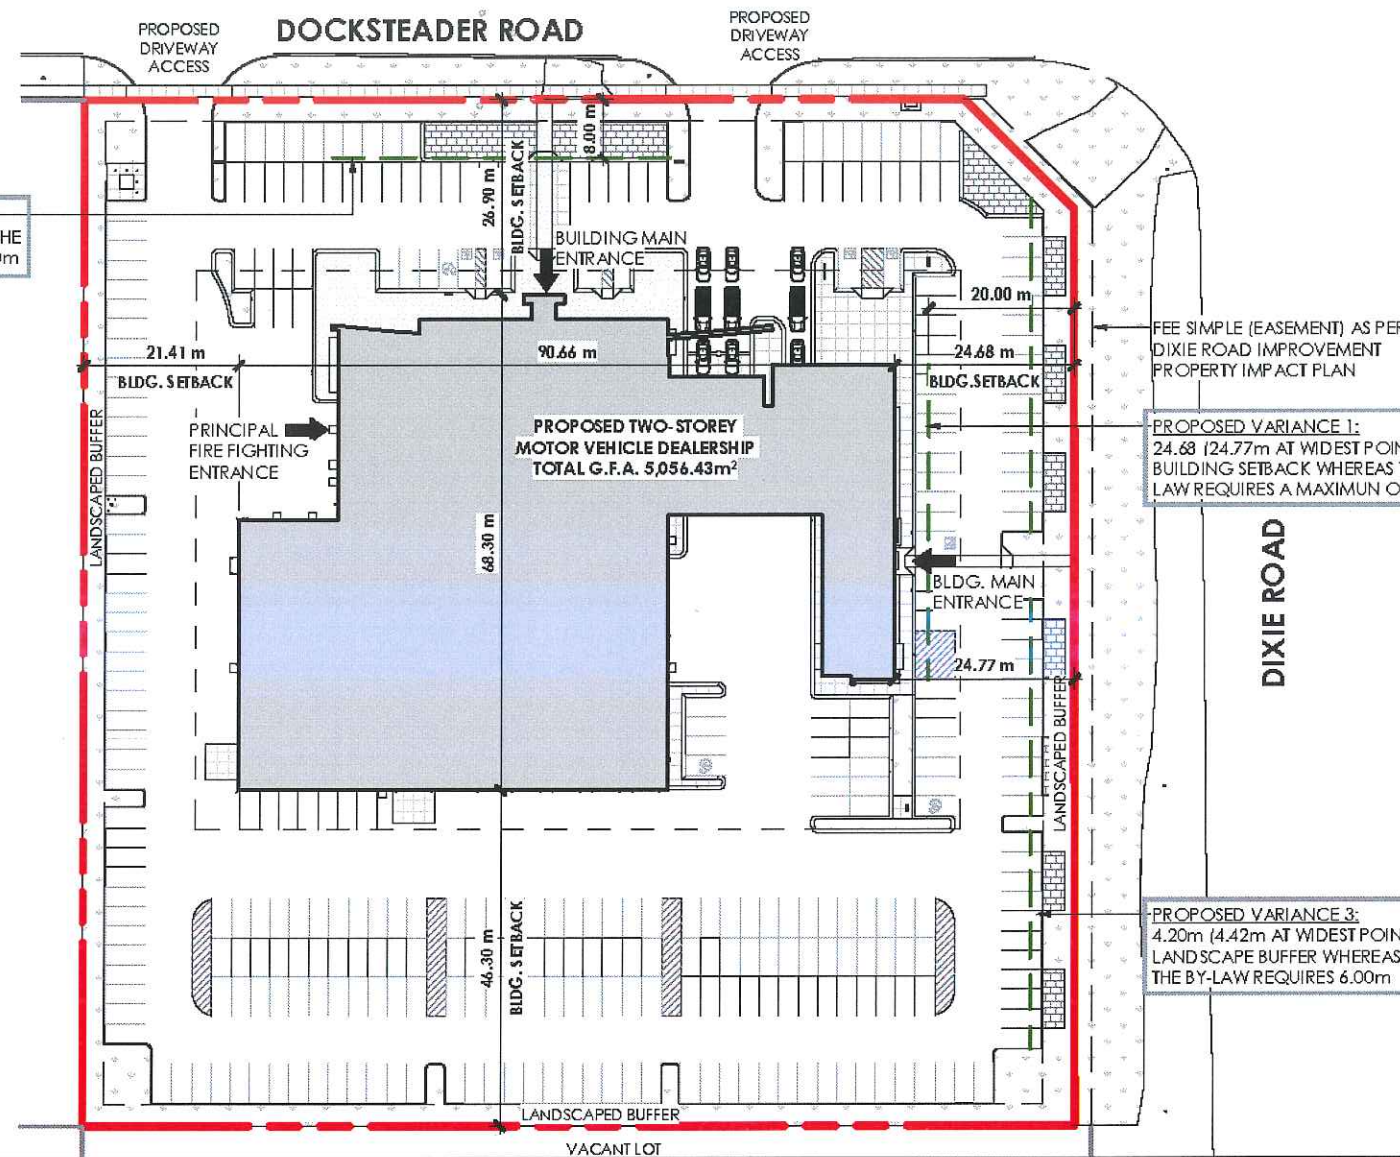 PROPOSED
DRIVEWAY
ACCESS
DOCKSTEADER ROAD
PROPOSED
DRIVEWAY
ACCESS
8.00 m
26.90 m
BLDG. SETBACK
HE
m
BUILDING MAIN
ENTRANCE
20.00 m
FEE SIMPLE (EASEMENT) AS PER
DIXIE ROAD IMPROVEMENT
PROPERTY IMPACT PLAN
21.41 m
BLDG. SETBACK
90.66 m
24.68 m
BLDG.SETBACK
PRINCIPAL
FIRE FIGHTING
ENTRANCE
PROPOSED TWO-STOREY
MOTOR VEHICLE DEALERSHIP
TOTAL G.F.A. 5,056.43m²
PROPOSED VARIANCE 1:
24.68 (24.77m AT WIDEST POIN
BUILDING SETBACK WHEREAS
LAW REQUIRES A MAXIMUN O
LANDSCAPED BUFFER
68.30 m
BLDG. MAIN
ENTRANCE
DIXIE ROAD
24.77 m
LANDSCAPED BUFFER
46.30 m
BLDG. SETBACK
PROPOSED VARIANCE 3:
4.20m (4.42m AT WIDEST POIN
LANDSCAPE BUFFER WHEREAS
THE BY-LAW REQUIRES 6.00m
LANDSCAPED BUFFER
VACANT LOT